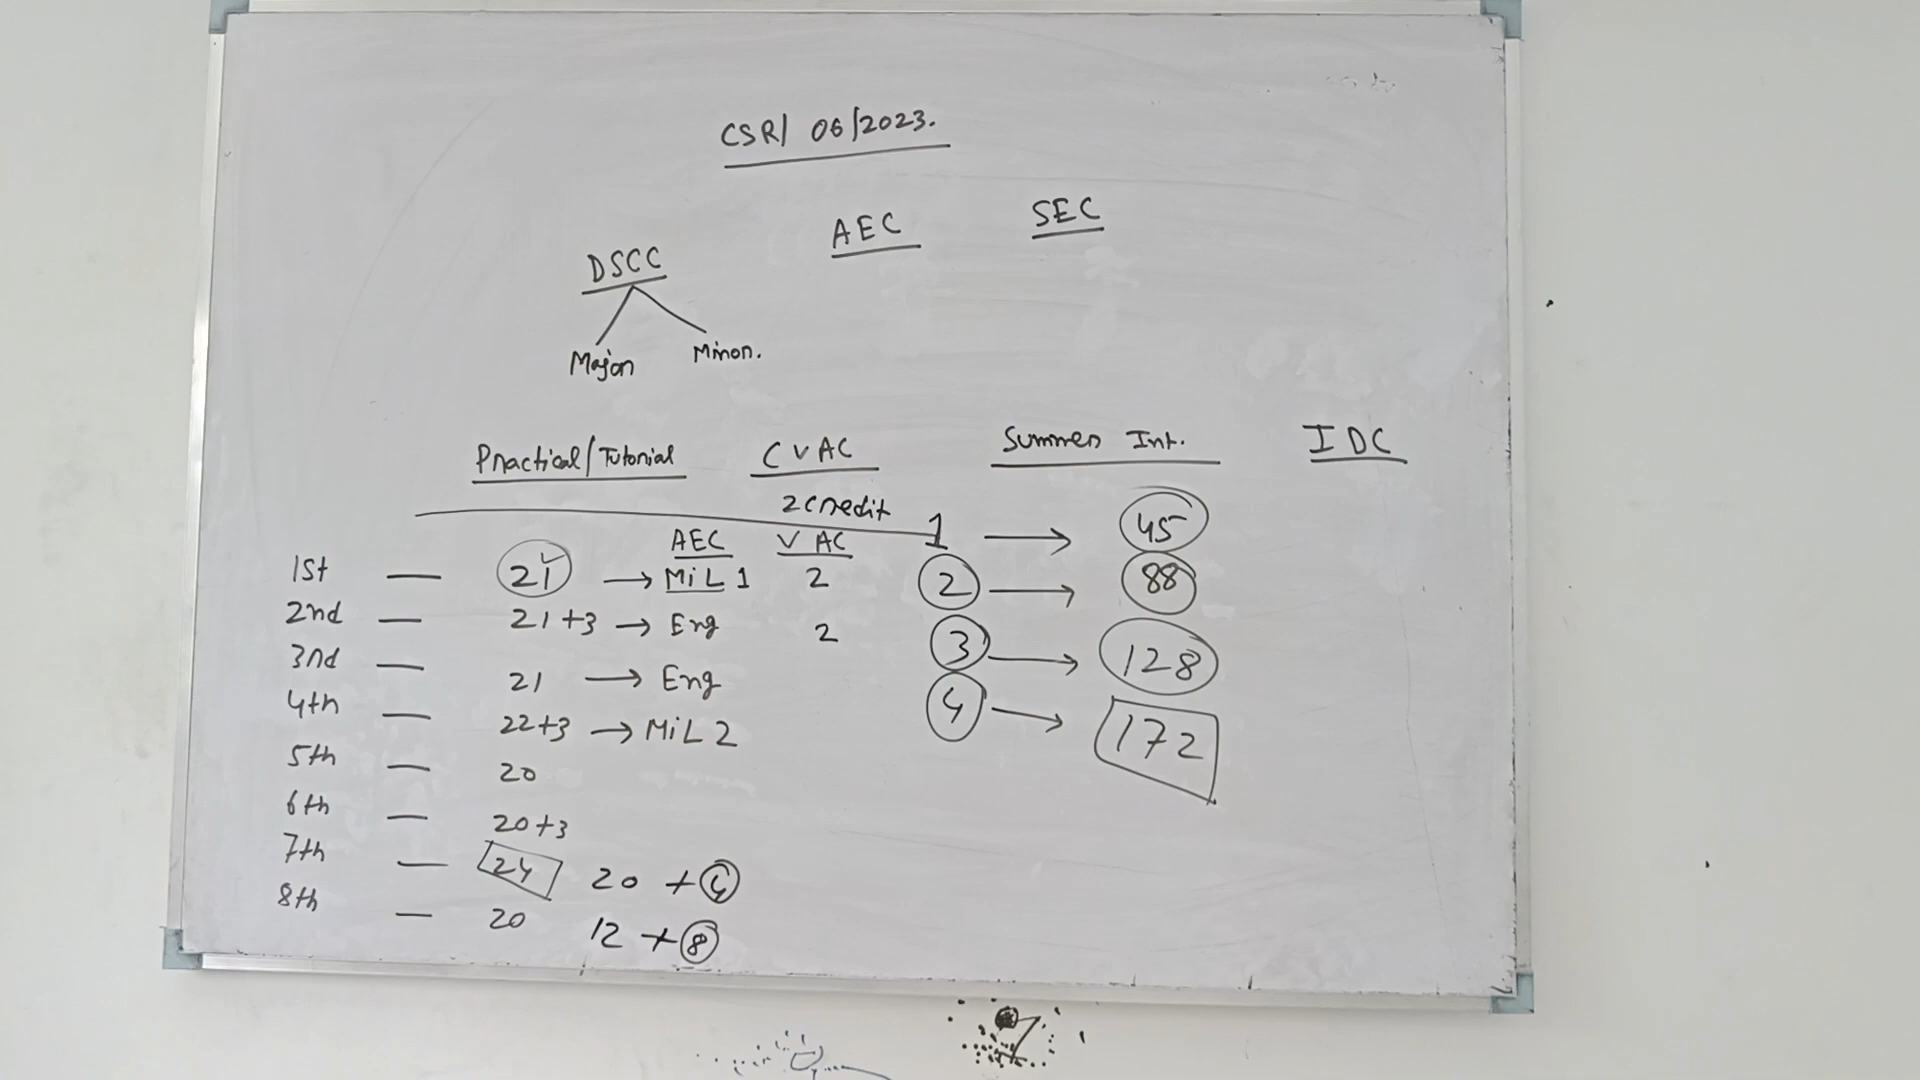 CSR/ 06/2023.
DSCC AEC SEC
Major Minor.
Practical/Tutorial CVAC Summer Int. IDC
2 credit
AEC VAC 1 → 45
1st — 21 → MiL 1 2 2 → 88
2nd — 21+3 → Eng 2 3 → 128
3rd — 21 → Eng 4 → 172
4th — 22+3 → MiL 2
5th — 20
6th — 20+3
7th — 24 20 + 4
8th — 20 12 + 8